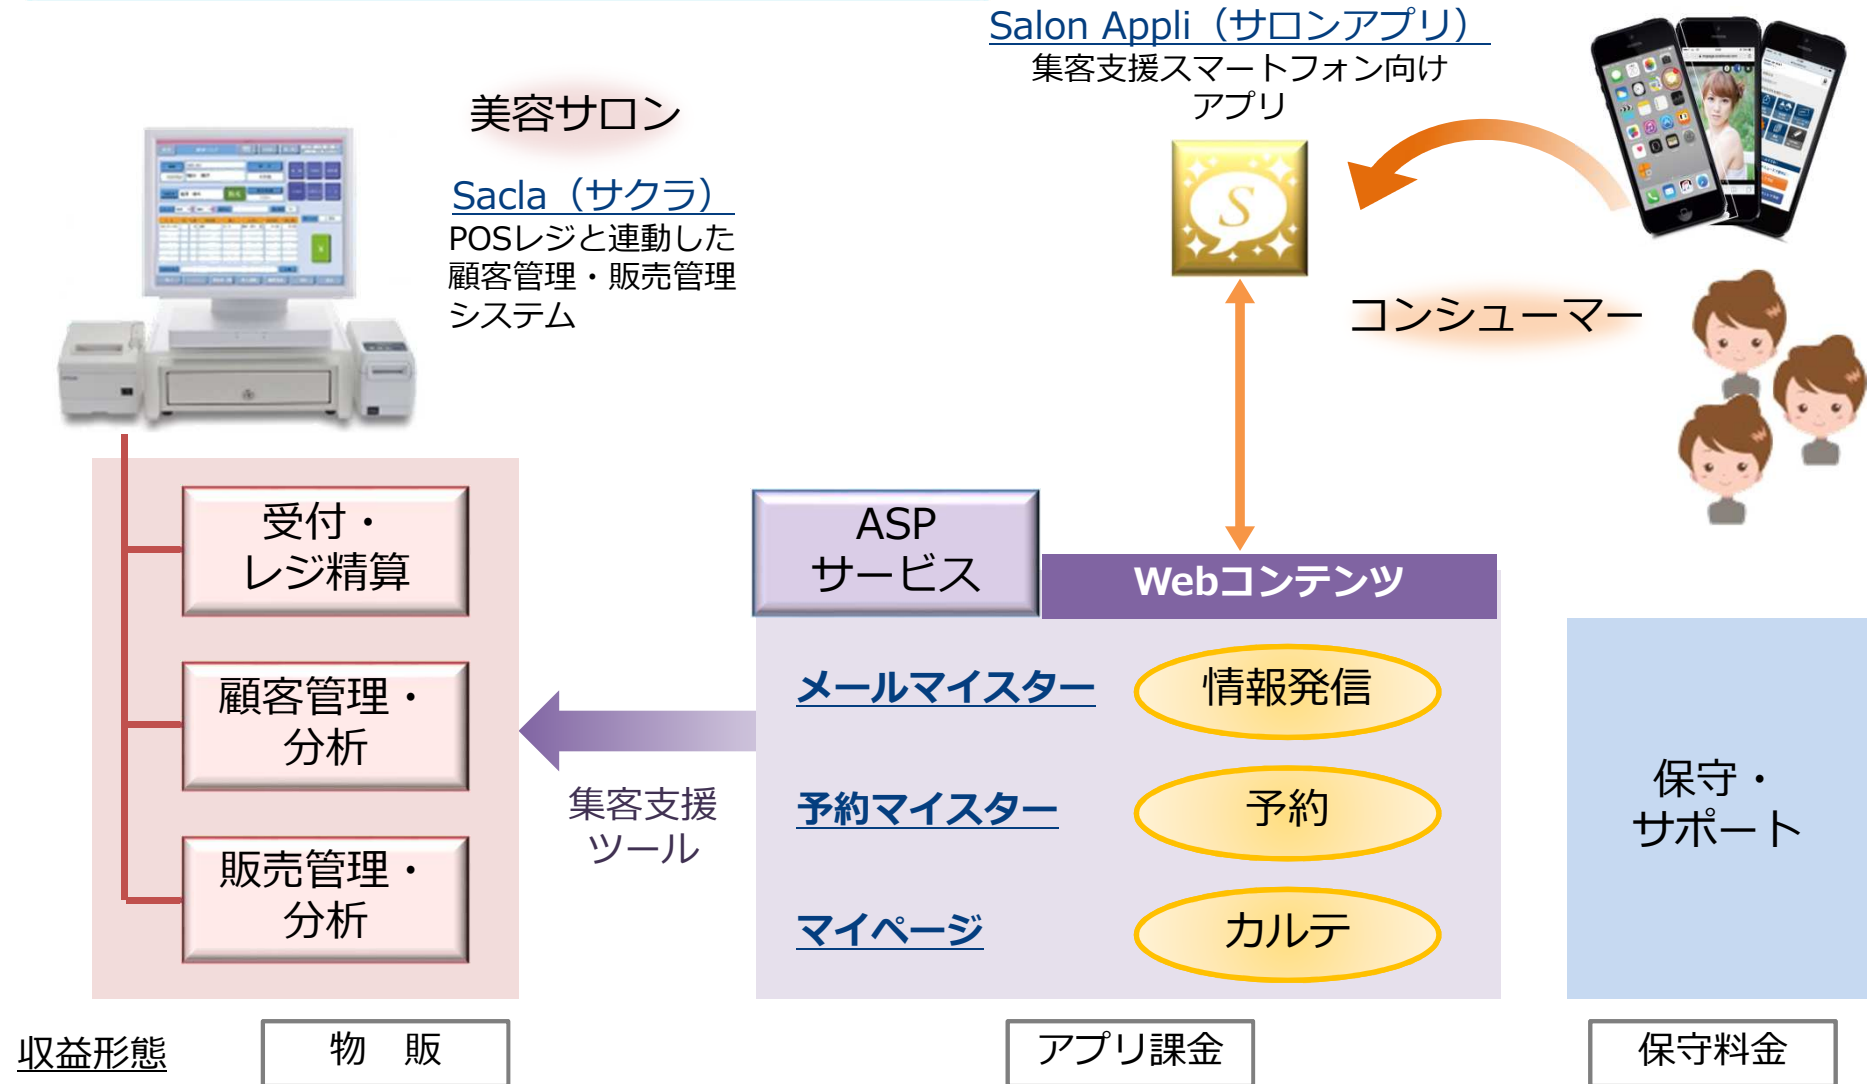 Salon Appli（サロンアプリ）
集客支援スマートフォン向け
アプリ
美容サロン
Sacla（サクラ）
POSレジと連動した
顧客管理・販売管理
システム
S
コンシューマー
受付・
レジ精算
顧客管理・
分析
販売管理・
分析
集客支援
ツール
ASP
サービス
Webコンテンツ
メールマイスター
情報発信
予約マイスター
予約
マイページ
カルテ
保守・
サポート
収益形態
物　販
アプリ課金
保守料金